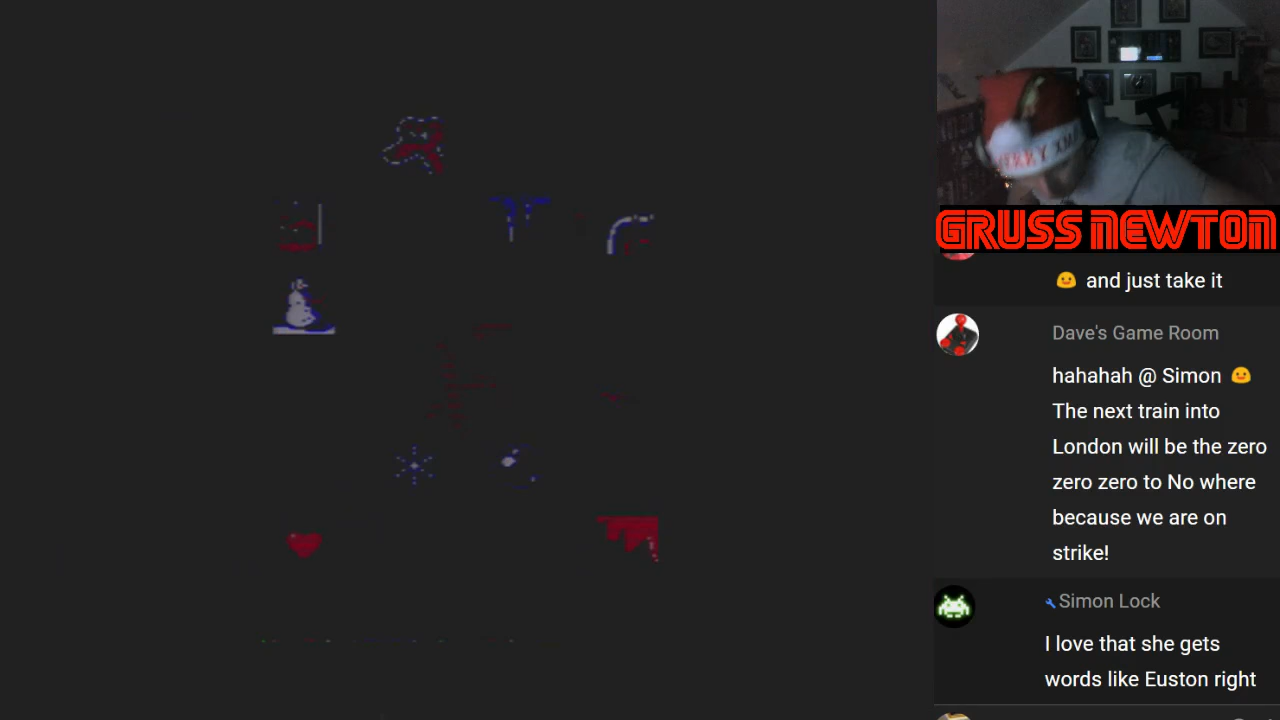 MERRY XM
GRUSS NEWTON
and just take it
Dave's Game Room
hahahah @ Simon
The next train into
London will be the zero
zero zero to No where
because we are on
strike!
Simon Lock
I love that she gets
words like Euston right